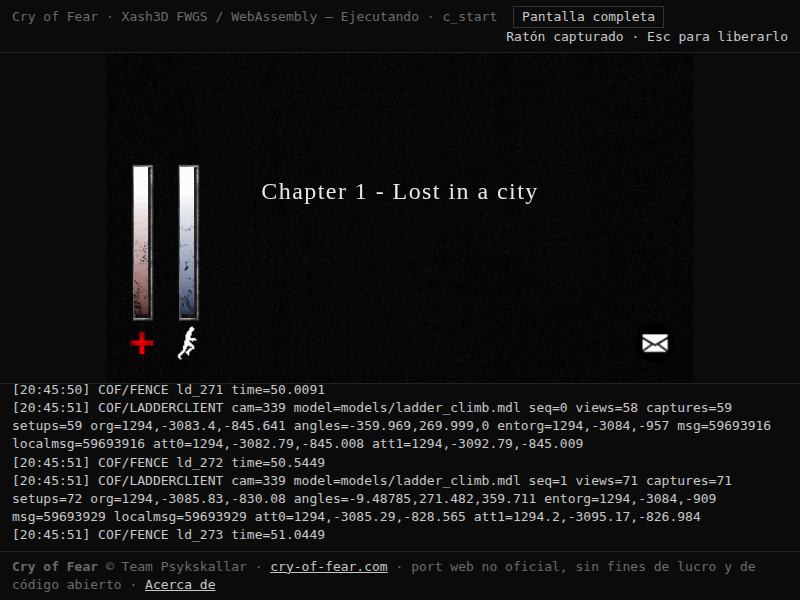 Cry of Fear · Xash3D FWGS / WebAssembly — Ejecutando · c_start
Pantalla completa
Ratón capturado · Esc para liberarlo
Chapter 1 - Lost in a city
[20:45:50] COF/FENCE ld_271 time=50.0091
[20:45:51] COF/LADDERCLIENT cam=339 model=models/ladder_climb.mdl seq=0 views=58 captures=59
setups=59 org=1294,-3083.4,-845.641 angles=-359.969,269.999,0 entorg=1294,-3084,-957 msg=59693916
localmsg=59693916 att0=1294,-3082.79,-845.008 att1=1294,-3092.79,-845.009
[20:45:51] COF/FENCE ld_272 time=50.5449
[20:45:51] COF/LADDERCLIENT cam=339 model=models/ladder_climb.mdl seq=1 views=71 captures=71
setups=72 org=1294,-3085.83,-830.08 angles=-9.48785,271.482,359.711 entorg=1294,-3084,-909
msg=59693929 localmsg=59693929 att0=1294,-3085.29,-828.565 att1=1294.2,-3095.17,-826.984
[20:45:51] COF/FENCE ld_273 time=51.0449
Cry of Fear © Team Psykskallar · cry-of-fear.com · port web no oficial, sin fines de lucro y de
código abierto · Acerca de